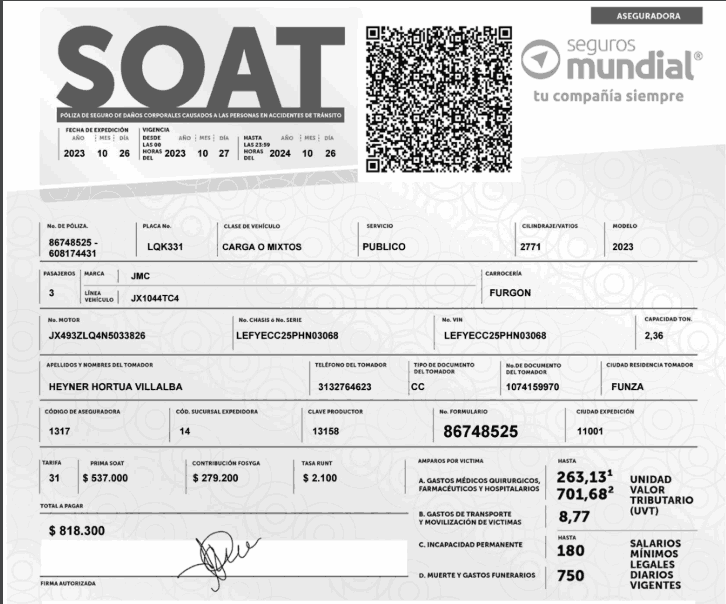 ASEGURADORA
SOAT
seguros
mundial®
tu compañía siempre
PÓLIZA DE SEGURO DE DAÑOS CORPORALES CAUSADOS A LAS PERSONAS EN ACCIDENTES DE TRÁNSITO
FECHA DE EXPEDICIÓN VIGENCIA
AÑO MES DÍA DESDE LAS 00 HORAS DEL AÑO MES DÍA HASTA LAS 23:59 HORAS DEL AÑO MES DÍA
2023 10 26 2023 10 27 2024 10 26
No. DE PÓLIZA. PLACA No. CLASE DE VEHÍCULO SERVICIO CILINDRAJE/VATIOS MODELO
86748525 - 608174431 LQK331 CARGA O MIXTOS PUBLICO 2771 2023
PASAJEROS MARCA JMC CARROCERÍA
3 LÍNEA VEHÍCULO JX1044TC4 FURGON
No. MOTOR No. CHASIS ó No. SERIE No. VIN CAPACIDAD TON.
JX493ZLQ4N5033826 LEFYECC25PHN03068 LEFYECC25PHN03068 2,36
APELLIDOS Y NOMBRES DEL TOMADOR TELÉFONO DEL TOMADOR TIPO DE DOCUMENTO DEL TOMADOR No. DE DOCUMENTO DEL TOMADOR CIUDAD RESIDENCIA TOMADOR
HEYNER HORTUA VILLALBA 3132764623 CC 1074159970 FUNZA
CÓDIGO DE ASEGURADORA CÓD. SUCURSAL EXPEDIDORA CLAVE PRODUCTOR No. FORMULARIO CIUDAD EXPEDICIÓN
1317 14 13158 86748525 11001
TARIFA PRIMA SOAT CONTRIBUCIÓN FOSYGA TASA RUNT
31 $ 537.000 $ 279.200 $ 2.100
TOTAL A PAGAR
$ 818.300
FIRMA AUTORIZADA
AMPAROS POR VICTIMA HASTA
A. GASTOS MÉDICOS QUIRURGICOS, FARMACÉUTICOS Y HOSPITALARIOS 263,13¹
701,68²
B. GASTOS DE TRANSPORTE Y MOVILIZACIÓN DE VICTIMAS 8,77
UNIDAD VALOR TRIBUTARIO (UVT)
C. INCAPACIDAD PERMANENTE HASTA 180
D. MUERTE Y GASTOS FUNERARIOS 750
SALARIOS MÍNIMOS LEGALES DIARIOS VIGENTES